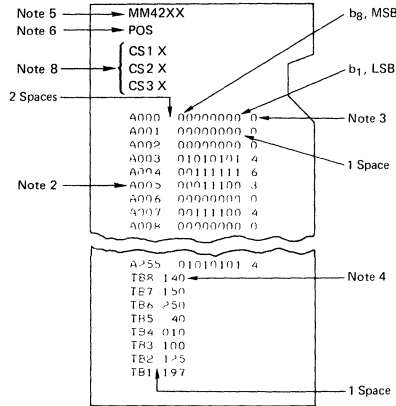 Note 5 MM42XX b8, MSB
Note 6 POS
Note 8 CS1 X
CS2 X b1, LSB
CS3 X
2 Spaces
A000 00000000 0 Note 3
A001 00000000 0
A002 00000000 0 1 Space
A003 01010101 4
A004 00111111 6
Note 2 A005 00011100 3
A006 00000000 0
A007 00111100 4
A008 00000000 0
A255 01010101 4
TB8 140 Note 4
TB7 150
TB6 250
TB5 40
TB4 010
TB3 100
TB2 125
TB1 197
1 Space